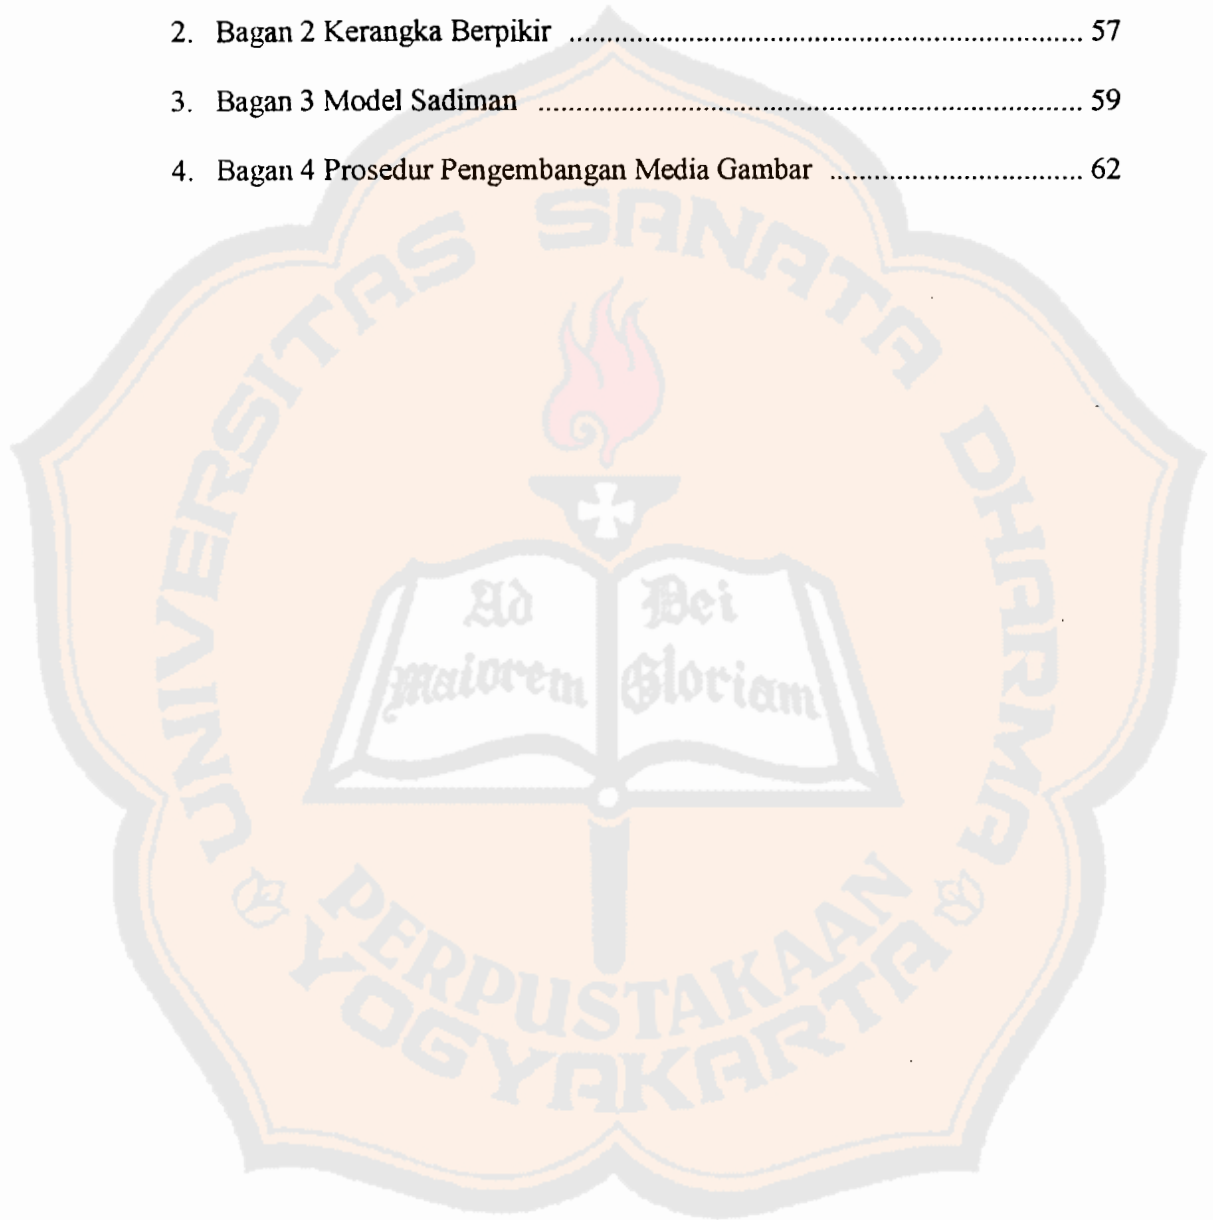 2. Bagan 2 Kerangka Berpikir ........................................................................ 57
3. Bagan 3 Model Sadiman ............................................................................ 59
4. Bagan 4 Prosedur Pengembangan Media Gambar ................................... 62
UNIVERSITAS SANATA DHARMA
Ad
maiorem
Dei
Gloriam
PERPUSTAKAAN
YOGYAKARTA